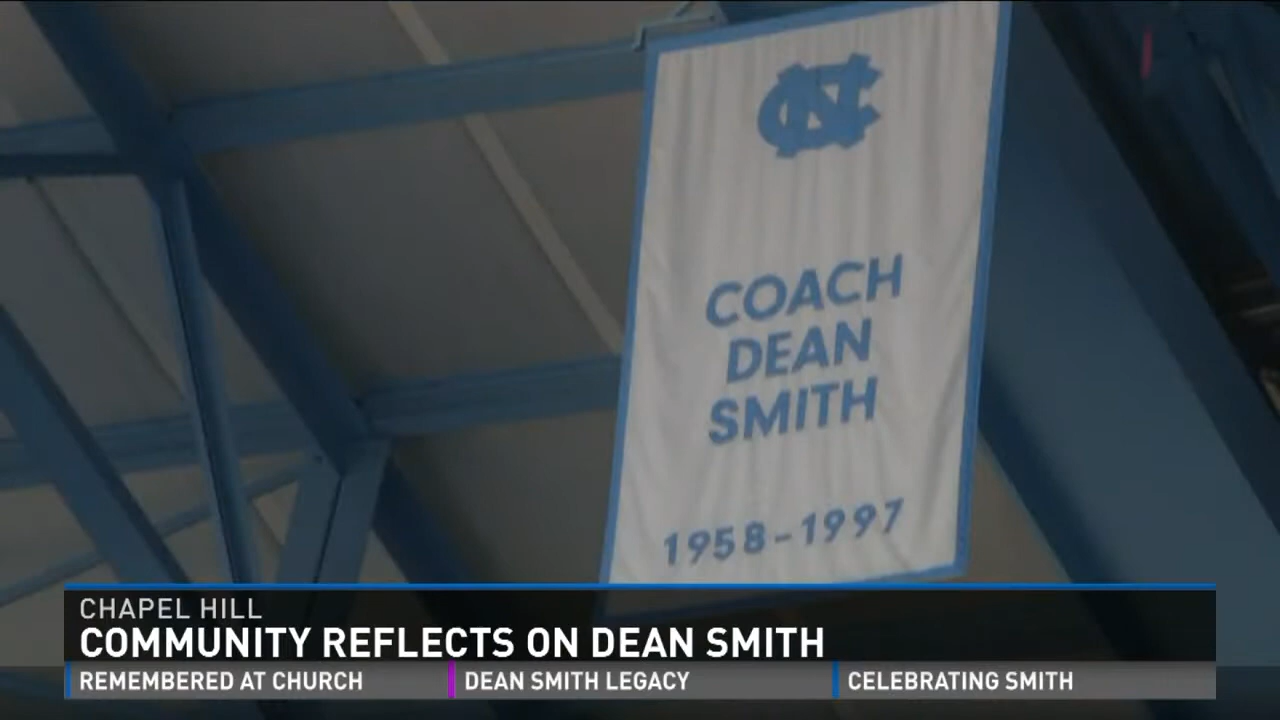 NC
COACH
DEAN
SMITH
1958-1997
CHAPEL HILL
COMMUNITY REFLECTS ON DEAN SMITH
REMEMBERED AT CHURCH
DEAN SMITH LEGACY
CELEBRATING SMITH